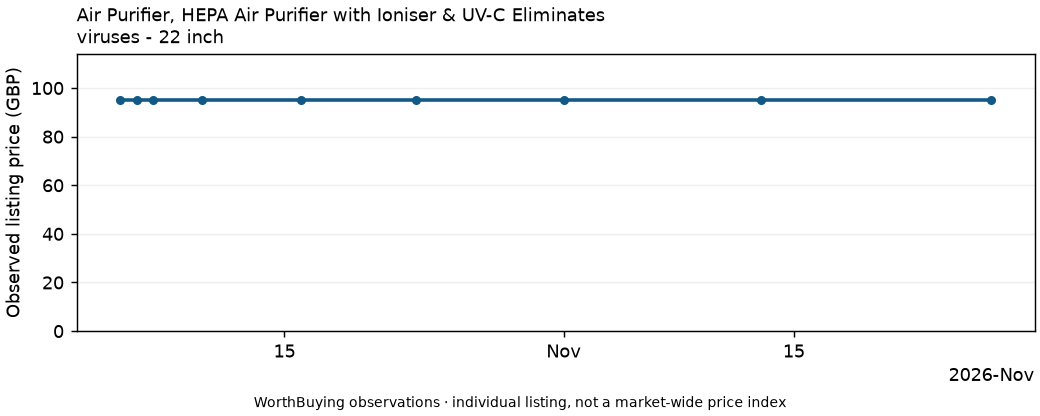 Air Purifier, HEPA Air Purifier with Ioniser & UV-C Eliminates
viruses - 22 inch
Observed listing price (GBP)
100
80
60
40
20
0
15
Nov
15
2026-Nov
WorthBuying observations · individual listing, not a market-wide price index